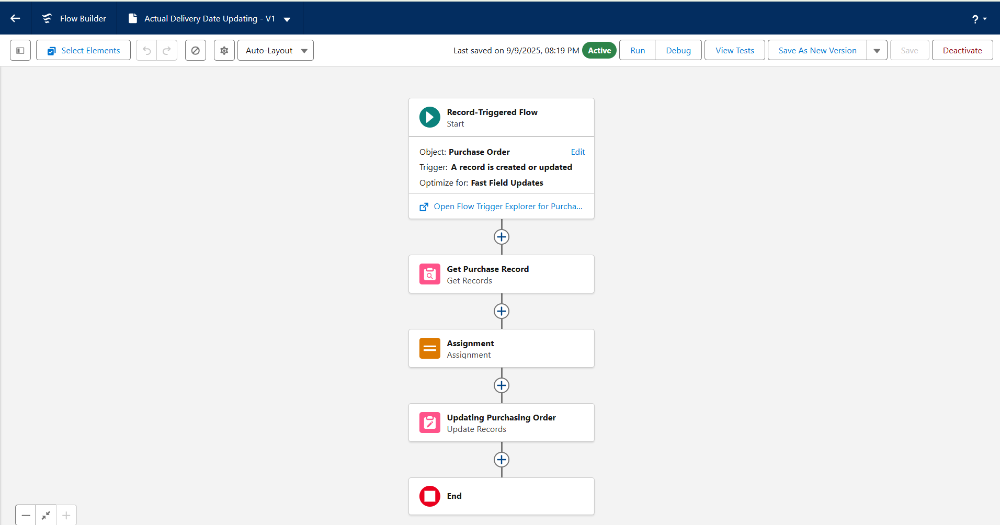 Flow Builder
Actual Delivery Date Updating - V1
?
Select Elements
Auto-Layout
Last saved on 9/9/2025, 08:19 PM
Active
Run
Debug
View Tests
Save As New Version
Save
Deactivate
Record-Triggered Flow
Start
Object: Purchase Order
Edit
Trigger: A record is created or updated
Optimize for: Fast Field Updates
Open Flow Trigger Explorer for Purcha...
Get Purchase Record
Get Records
Assignment
Assignment
Updating Purchasing Order
Update Records
End